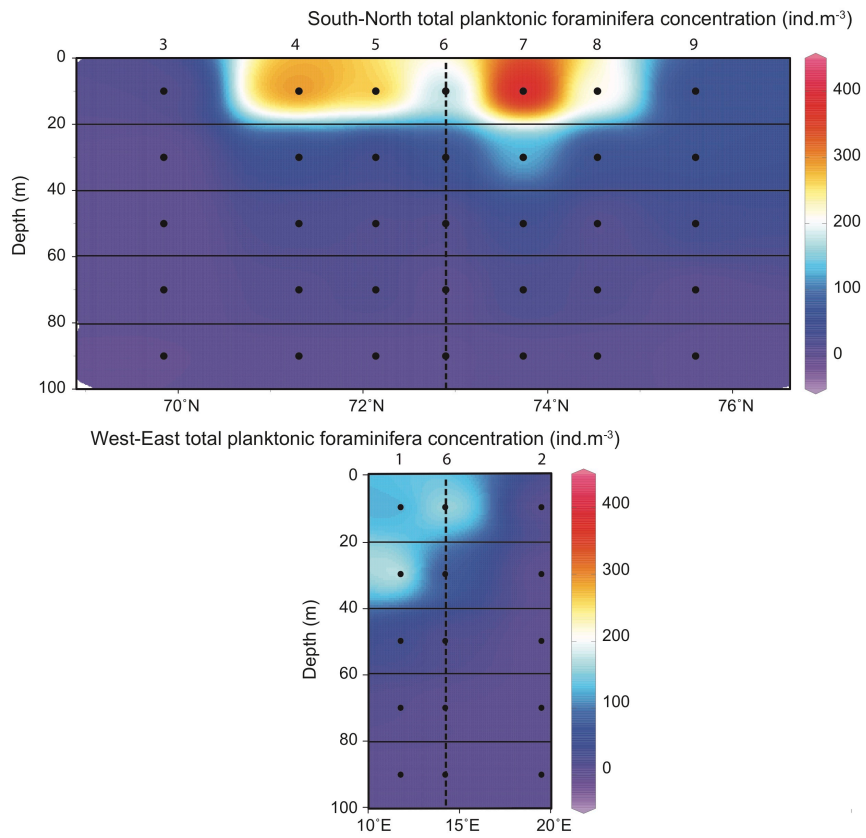 South-North total planktonic foraminifera concentration (ind.m-3)
3 4 5 6 7 8 9
0
20
40
60
80
100
Depth (m)
70°N 72°N 74°N 76°N
400
300
200
100
0
West-East total planktonic foraminifera concentration (ind.m-3)
1 6 2
0
20
40
60
80
100
Depth (m)
10°E 15°E 20°E
400
300
200
100
0